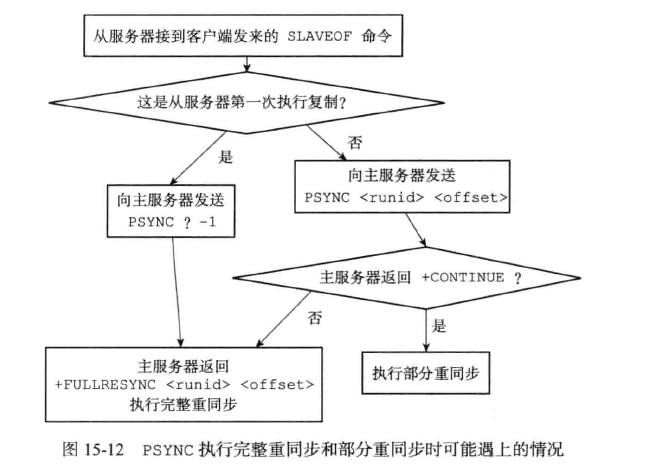 从服务器接到客户端发来的 SLAVEOF 命令
这是从服务器第一次执行复制?
是
否
向主服务器发送
PSYNC ? -1
向主服务器发送
PSYNC <runid> <offset>
主服务器返回 +CONTINUE ?
否
是
主服务器返回
+FULLRESYNC <runid> <offset>
执行完整重同步
执行部分重同步
图 15-12 PSYNC 执行完整重同步和部分重同步时可能遇上的情况